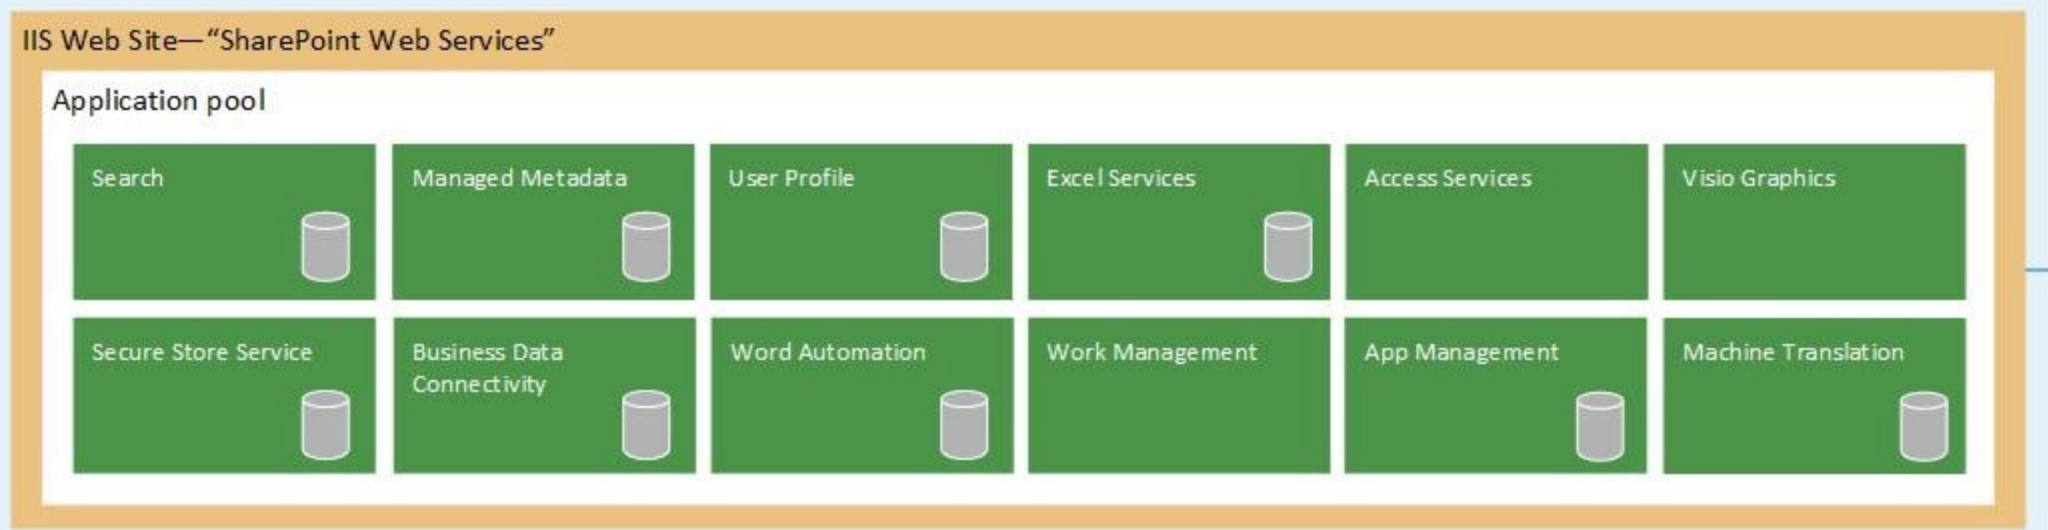 IIS Web Site—“SharePoint Web Services”
Application pool
Search
Managed Metadata
User Profile
Excel Services
Access Services
Visio Graphics
Secure Store Service
Business Data
Connectivity
Word Automation
Work Management
App Management
Machine Translation